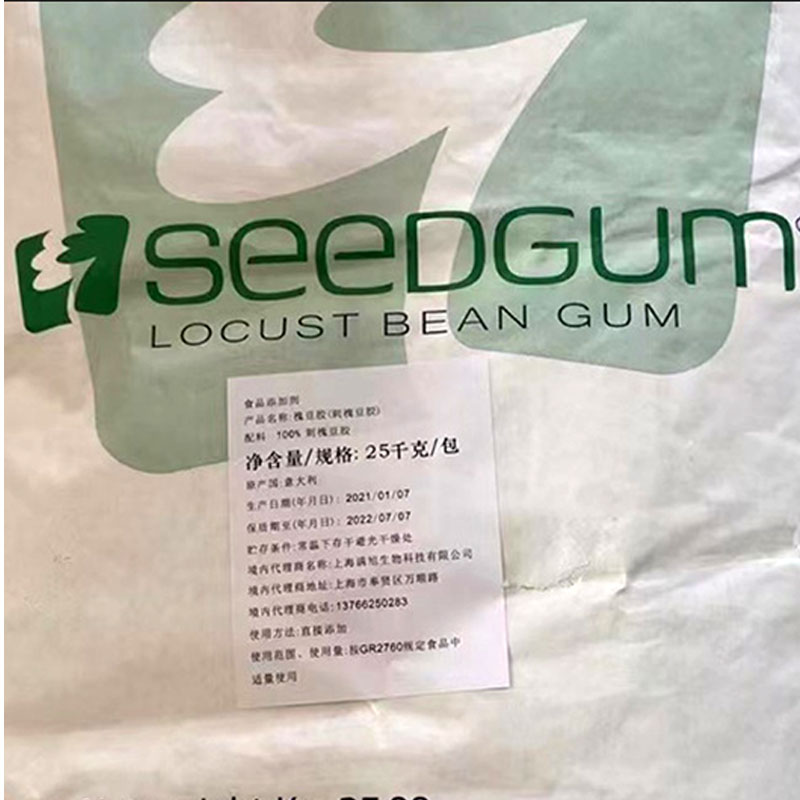 SEEDGUM
LOCUST BEAN GUM
食品添加剂
产品名称:槐豆胶(刺槐豆胶)
配料 100% 刺槐豆胶
净含量/规格: 25千克/包
原产国:意大利
生产日期(年月日): 2021/01/07
保质期至(年月日): 2022/07/07
贮存条件:常温下存干避光干燥处
境内代理商名称:上海满旭生物科技有限公司
境内代理商地址:上海市奉贤区万顺路
境内代理商电话:13766250283
使用方法:直接添加
使用范围、使用量:按GR2760规定食品中
适量使用